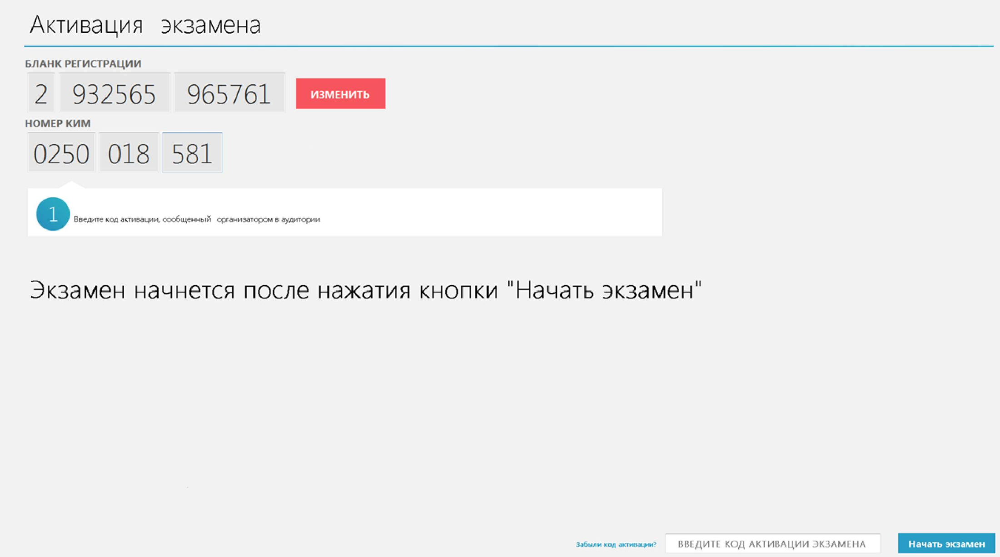 Активация экзамена
БЛАНК РЕГИСТРАЦИИ
2 932565 965761 ИЗМЕНИТЬ
НОМЕР КИМ
0250 018 581
1 Введите код активации, сообщенный организатором в аудитории
Экзамен начнется после нажатия кнопки "Начать экзамен"
Забыли код активации? ВВЕДИТЕ КОД АКТИВАЦИИ ЭКЗАМЕНА Начать экзамен